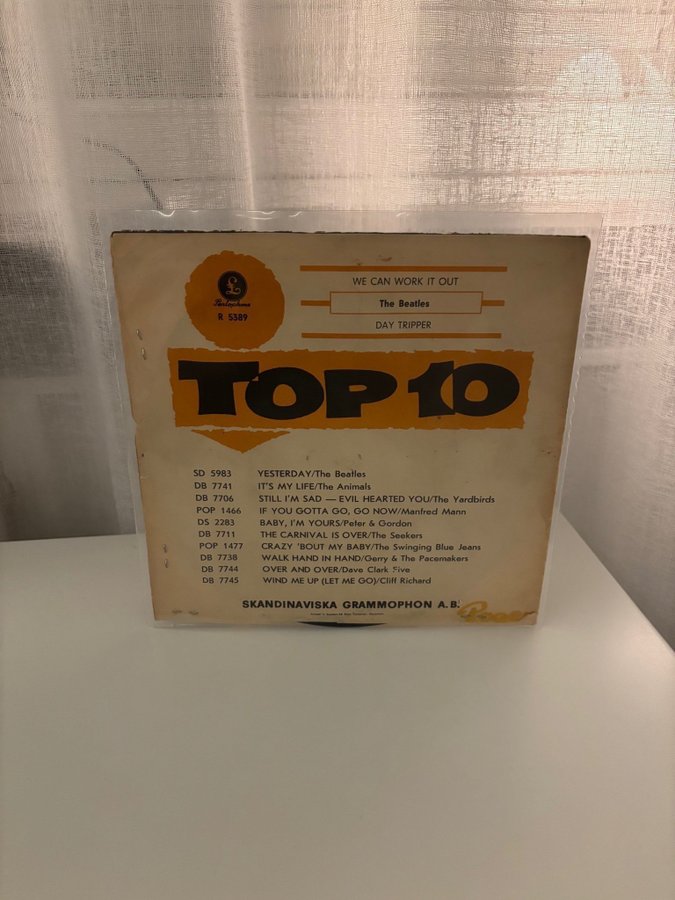 WE CAN WORK IT OUT
The Beatles
DAY TRIPPER
£
Parlophone
R 5389
TOP 10
SD 5983 YESTERDAY/The Beatles
DB 7741 IT'S MY LIFE/The Animals
DB 7706 STILL I'M SAD — EVIL HEARTED YOU/The Yardbirds
POP 1466 IF YOU GOTTA GO, GO NOW/Manfred Mann
DS 2283 BABY, I'M YOURS/Peter & Gordon
DB 7711 THE CARNIVAL IS OVER/The Seekers
POP 1477 CRAZY 'BOUT MY BABY/The Swinging Blue Jeans
DB 7738 WALK HAND IN HAND/Gerry & The Pacemakers
DB 7744 OVER AND OVER/Dave Clark Five
DB 7745 WIND ME UP (LET ME GO)/Cliff Richard
SKANDINAVISKA GRAMMOPHON A.B.